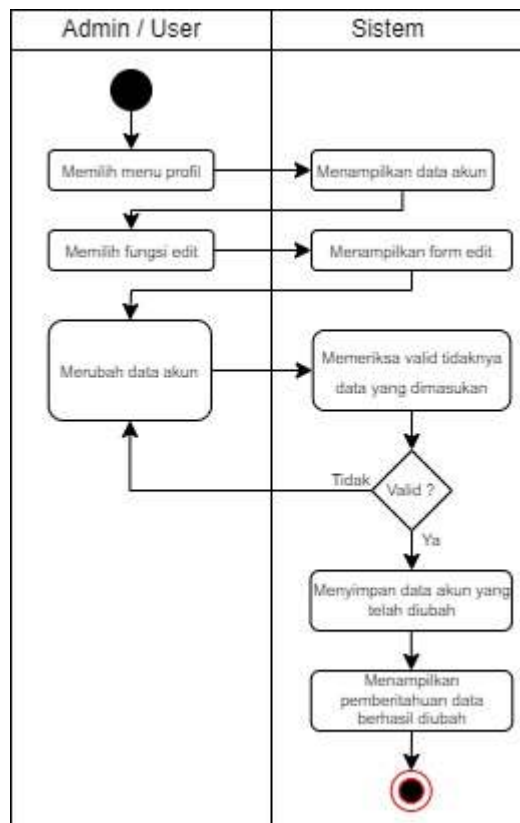 Admin / User
Sistem
Memilih menu profil
Menampilkan data akun
Memilih fungsi edit
Menampilkan form edit
Merubah data akun
Memeriksa valid tidaknya
data yang dimasukan
Tidak
Valid ?
Ya
Menyimpan data akun yang
telah diubah
Menampilkan
pemberitahuan data
berhasil diubah